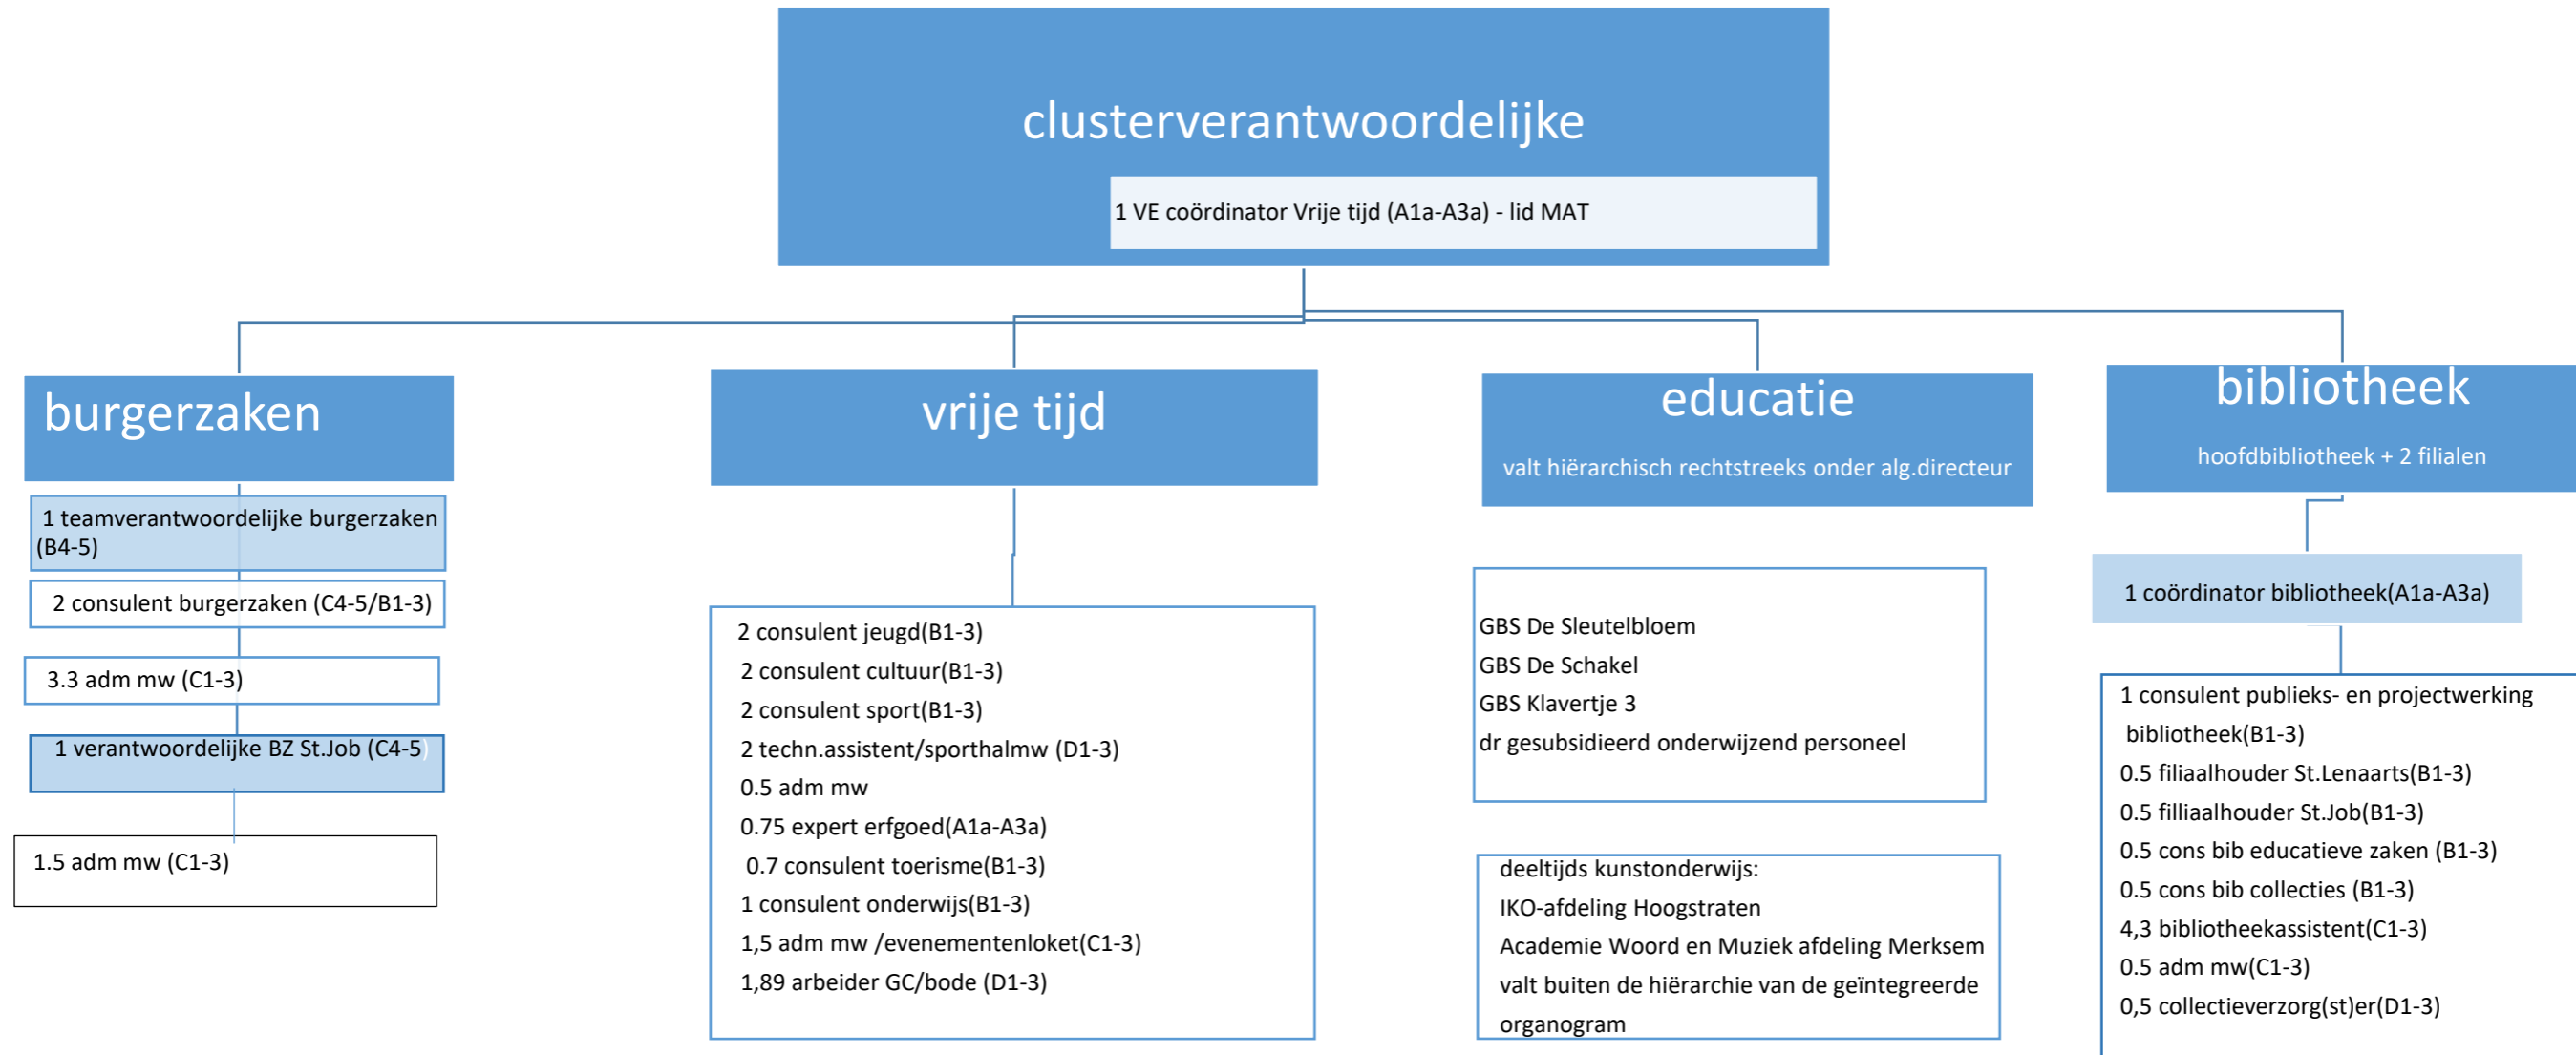 clusterverantwoordelijke
1 VE coördinator Vrije tijd (A1a-A3a) - lid MAT
burgerzaken
1 teamverantwoordelijke burgerzaken
(B4-5)
2 consulent burgerzaken (C4-5/B1-3)
3.3 adm mw (C1-3)
1 verantwoordelijke BZ St.Job (C4-5)
1.5 adm mw (C1-3)
vrije tijd
2 consulent jeugd(B1-3)
2 consulent cultuur(B1-3)
2 consulent sport(B1-3)
2 techn.assistent/sporthalmw (D1-3)
0.5 adm mw
0.75 expert erfgoed(A1a-A3a)
0.7 consulent toerisme(B1-3)
1 consulent onderwijs(B1-3)
1,5 adm mw /evenementenloket(C1-3)
1,89 arbeider GC/bode (D1-3)
educatie
valt hiërarchisch rechtstreeks onder alg.directeur
GBS De Sleutelbloem
GBS De Schakel
GBS Klavertje 3
dr gesubsidieerd onderwijzend personeel
deeltijds kunstonderwijs:
IKO-afdeling Hoogstraten
Academie Woord en Muziek afdeling Merksem
valt buiten de hiërarchie van de geïntegreerde
organogram
bibliotheek
hoofdbibliotheek + 2 filialen
1 coördinator bibliotheek(A1a-A3a)
1 consulent publieks- en projectwerking
bibliotheek(B1-3)
0.5 filiaalhouder St.Lenaarts(B1-3)
0.5 filliaalhouder St.Job(B1-3)
0.5 cons bib educatieve zaken (B1-3)
0.5 cons bib collecties (B1-3)
4,3 bibliotheekassistent(C1-3)
0.5 adm mw(C1-3)
0,5 collectieverzorg(st)er(D1-3)